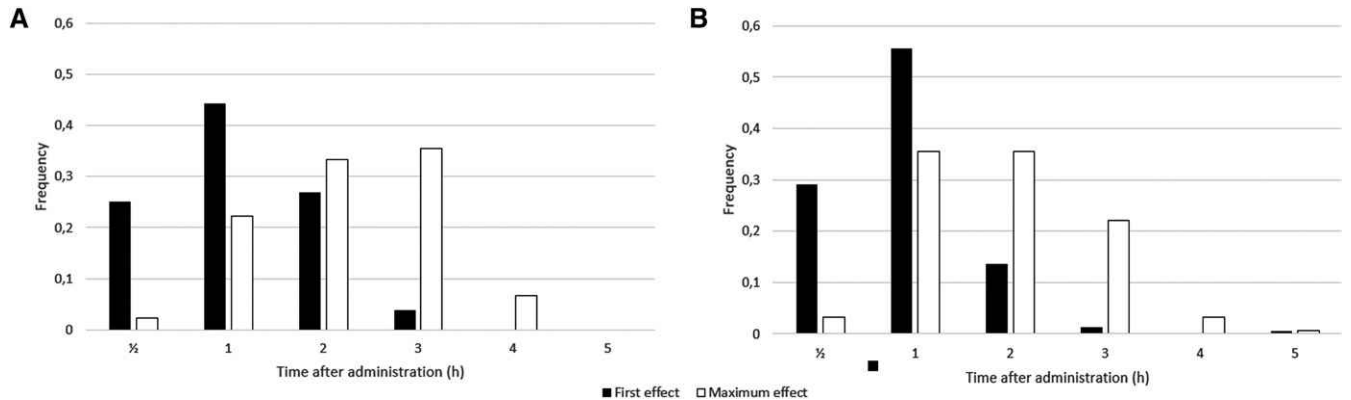 A
0,6
0,5
0,4
0,3
0,2
0,1
0
Frequency
½ 1 2 3 4 5
Time after administration (h)
B
0,6
0,5
0,4
0,3
0,2
0,1
0
Frequency
½ 1 2 3 4 5
Time after administration (h)
First effect Maximum effect